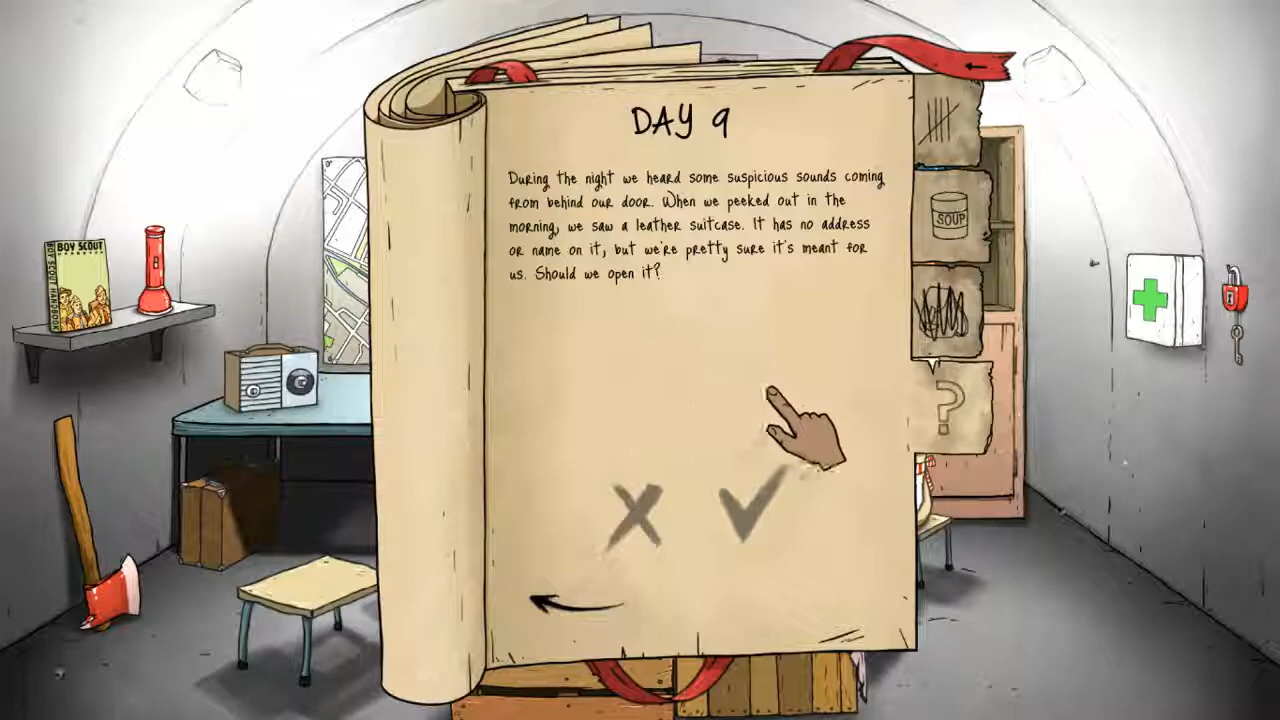 DAY 9
During the night we heard some suspicious sounds coming
from behind our door. When we peeked out in the
morning, we saw a leather suitcase. It has no address
or name on it, but we're pretty sure it's meant for
us. Should we open it?
SOUP
?
BOY SCOUT
BOY SCOUT HANDBOOK